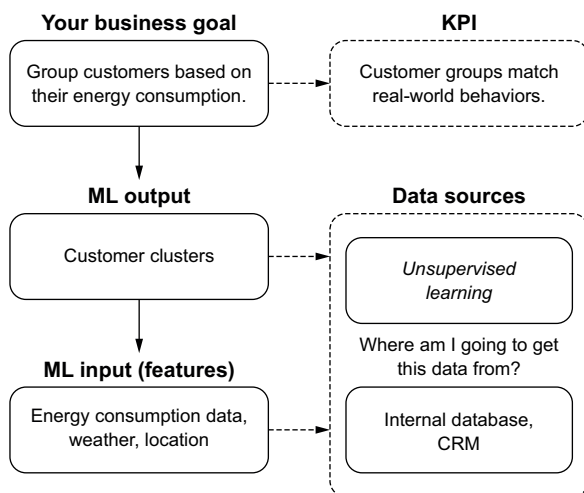 Your business goal
KPI
Group customers based on
their energy consumption.
Customer groups match
real-world behaviors.
ML output
Data sources
Customer clusters
Unsupervised
learning
Where am I going to get
this data from?
ML input (features)
Energy consumption data,
weather, location
Internal database,
CRM